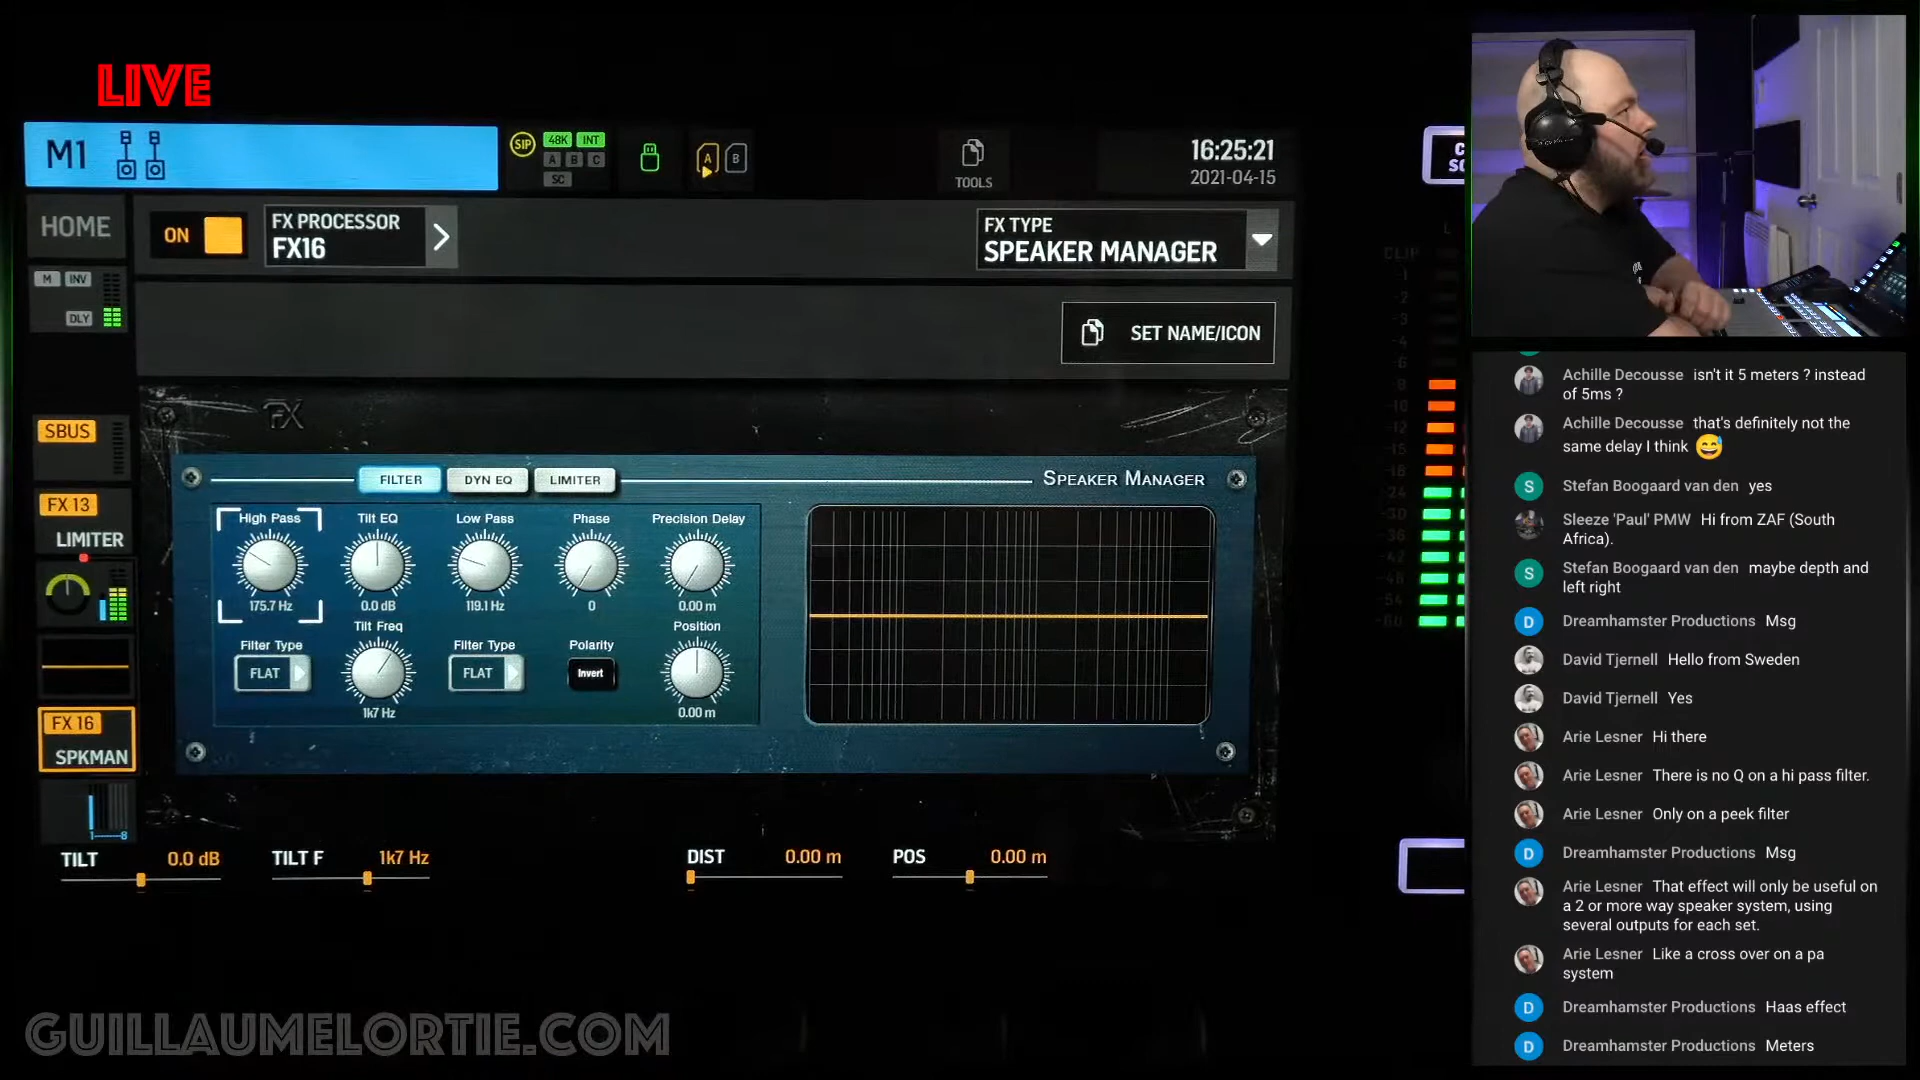 LIVE
M1
SIP
48K INT
A B C
SC
A B
TOOLS
16:25:21
2021-04-15
HOME
ON
FX PROCESSOR
FX16
FX TYPE
SPEAKER MANAGER
M INV
DLY
SET NAME/ICON
FX
SBUS
FX 13
LIMITER
FX 16
SPKMAN
1 8
FILTER DYN EQ LIMITER
SPEAKER MANAGER
High Pass Tilt EQ Low Pass Phase Precision Delay
175.7 Hz 0.0 dB 119.1 Hz 0 0.00 m
Filter Type Tilt Freq Filter Type Polarity Position
FLAT FLAT Invert
1k7 Hz 0.00 m
TILT 0.0 dB TILT F 1k7 Hz DIST 0.00 m POS 0.00 m
L
CLIP
GUILLAUMELORTIE.COM
Achille Decousse isn't it 5 meters ? instead
of 5ms ?
Achille Decousse that's definitely not the
same delay I think 😅
S Stefan Boogaard van den yes
Sleeze 'Paul' PMW Hi from ZAF (South
Africa).
S Stefan Boogaard van den maybe depth and
left right
D Dreamhamster Productions Msg
David Tjernell Hello from Sweden
David Tjernell Yes
Arie Lesner Hi there
Arie Lesner There is no Q on a hi pass filter.
Arie Lesner Only on a peek filter
D Dreamhamster Productions Msg
Arie Lesner That effect will only be useful on
a 2 or more way speaker system, using
several outputs for each set.
Arie Lesner Like a cross over on a pa
system
D Dreamhamster Productions Haas effect
D Dreamhamster Productions Meters